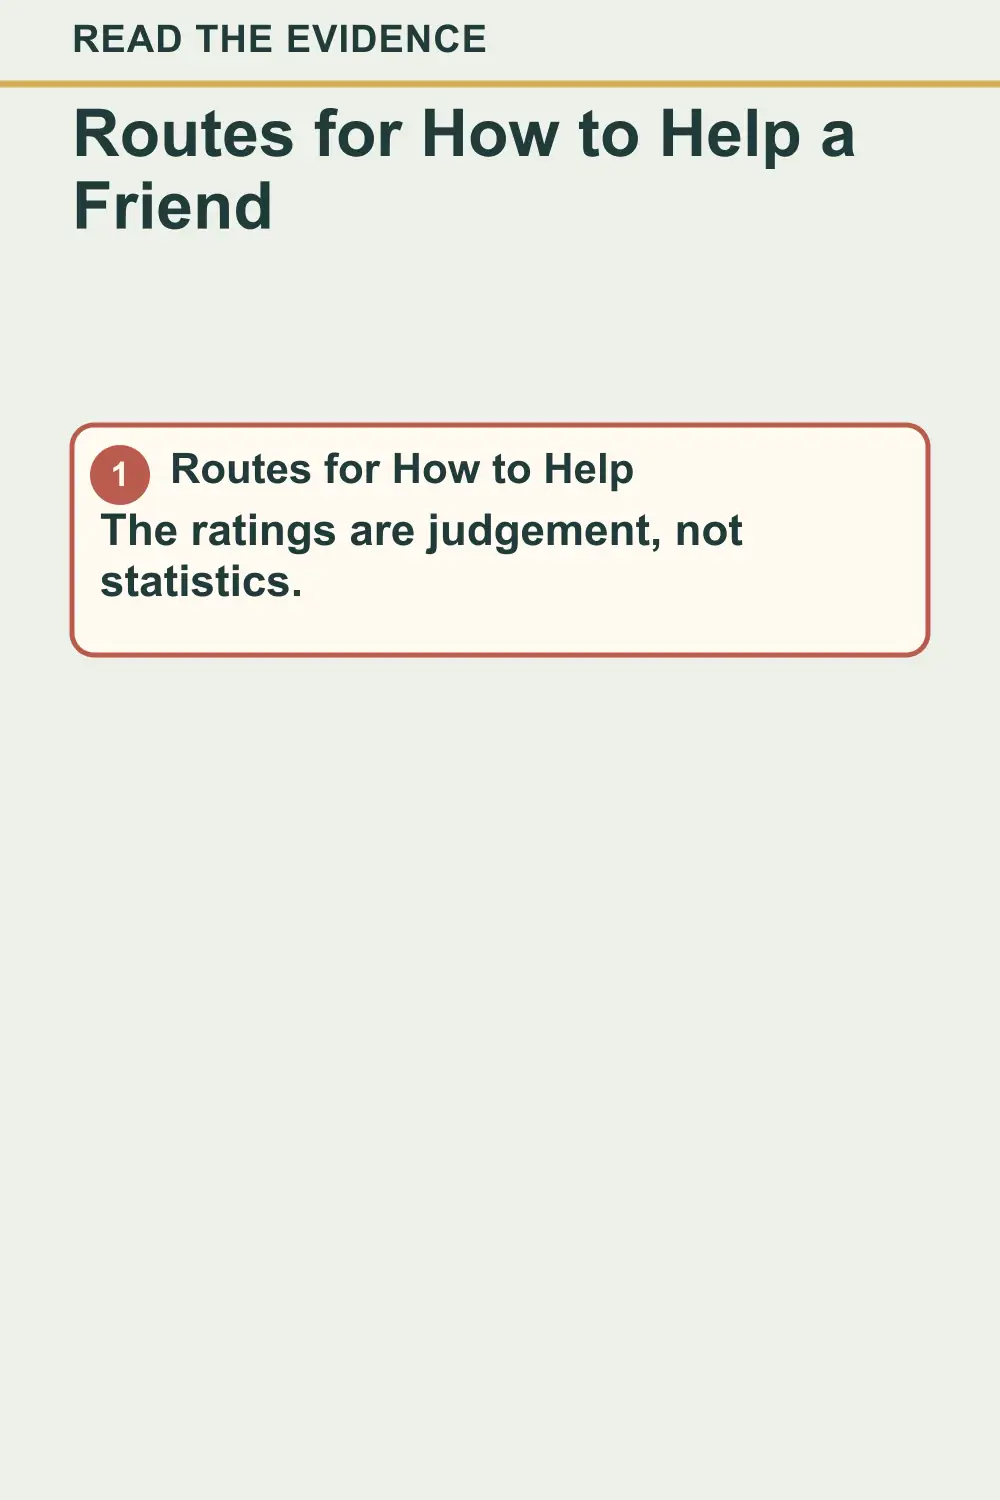 READ THE EVIDENCE
Routes for How to Help a
Friend
1 Routes for How to Help
The ratings are judgement, not
statistics.